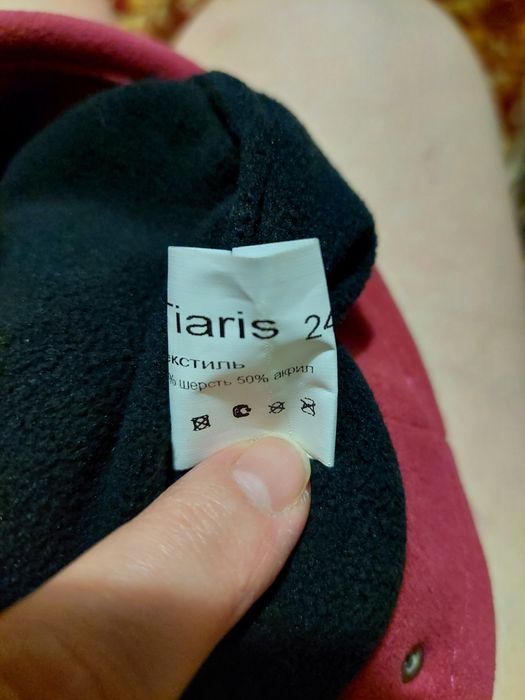 Tiaris 24
екстиль
% Шерсть 50% акрил